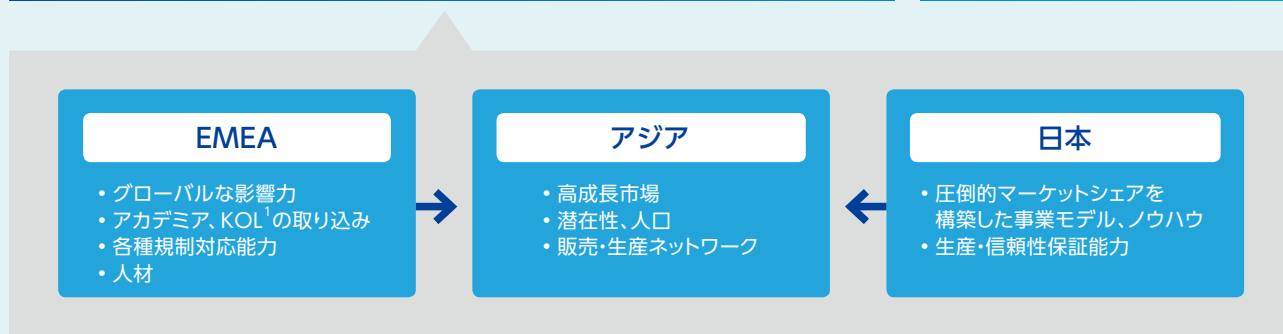 EMEA
• グローバルな影響力
• アカデミア、KOL¹の取り込み
• 各種規制対応能力
• 人材
アジア
• 高成長市場
• 潜在性、人口
• 販売・生産ネットワーク
日本
• 圧倒的マーケットシェアを
構築した事業モデル、ノウハウ
• 生産・信頼性保証能力